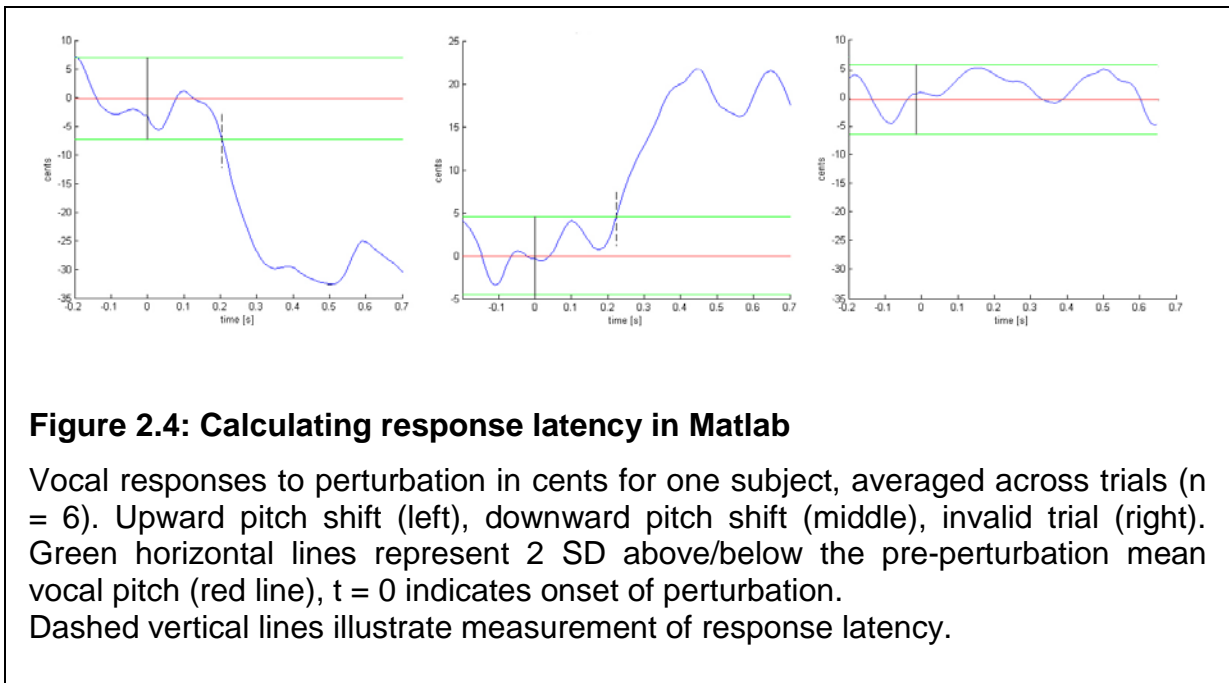 10
5
0
-5
-10
-15
-20
-25
-30
-35
cents
-0.2 -0.1 0 0.1 0.2 0.3 0.4 0.5 0.6 0.7
time [s]
25
20
15
10
5
0
-5
cents
-0.1 0 0.1 0.2 0.3 0.4 0.5 0.6 0.7
time [s]
10
5
0
-5
-10
-15
-20
-25
-30
-35
cents
-0.2 -0.1 0 0.1 0.2 0.3 0.4 0.5 0.6 0.7
time [s]
Figure 2.4: Calculating response latency in Matlab
Vocal responses to perturbation in cents for one subject, averaged across trials (n
= 6). Upward pitch shift (left), downward pitch shift (middle), invalid trial (right).
Green horizontal lines represent 2 SD above/below the pre-perturbation mean
vocal pitch (red line), t = 0 indicates onset of perturbation.
Dashed vertical lines illustrate measurement of response latency.